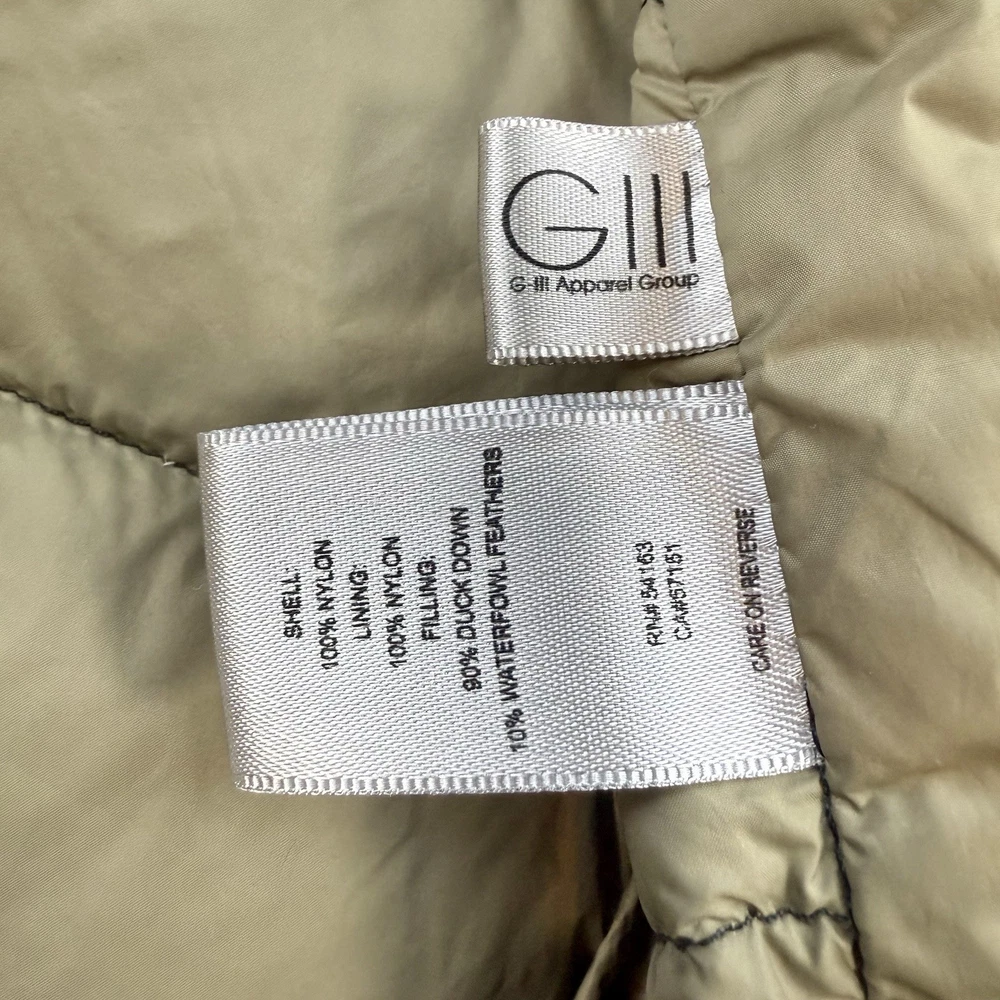 GIII
G-III Apparel Group
SHELL:
100% NYLON
LINING:
100% NYLON
FILLING:
90% DUCK DOWN
10% WATERFOWL FEATHERS
RN# 54163
CA#57151
CARE ON REVERSE